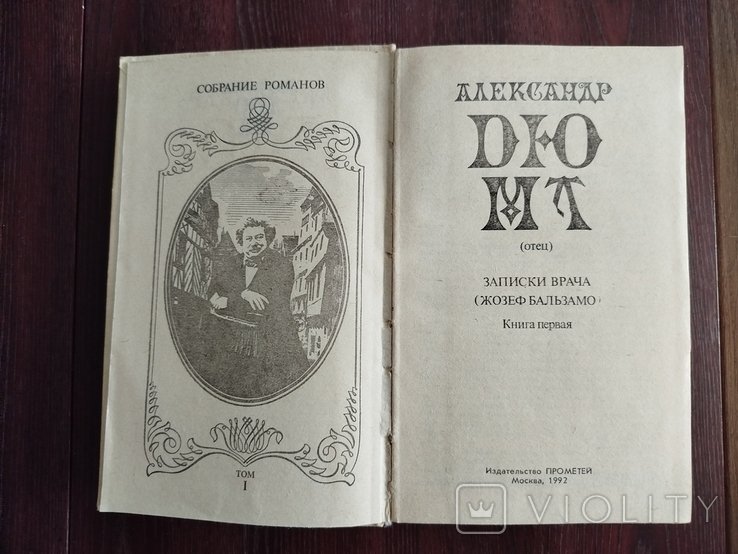 СОБРАНИЕ РОМАНОВ
ТОМ
I
АЛЕКСАНДР
ДЮ
МА
(отец)
ЗАПИСКИ ВРАЧА
(ЖОЗЕФ БАЛЬЗАМО)
Книга первая
Издательство ПРОМЕТЕЙ
Москва, 1992
VIOLITY